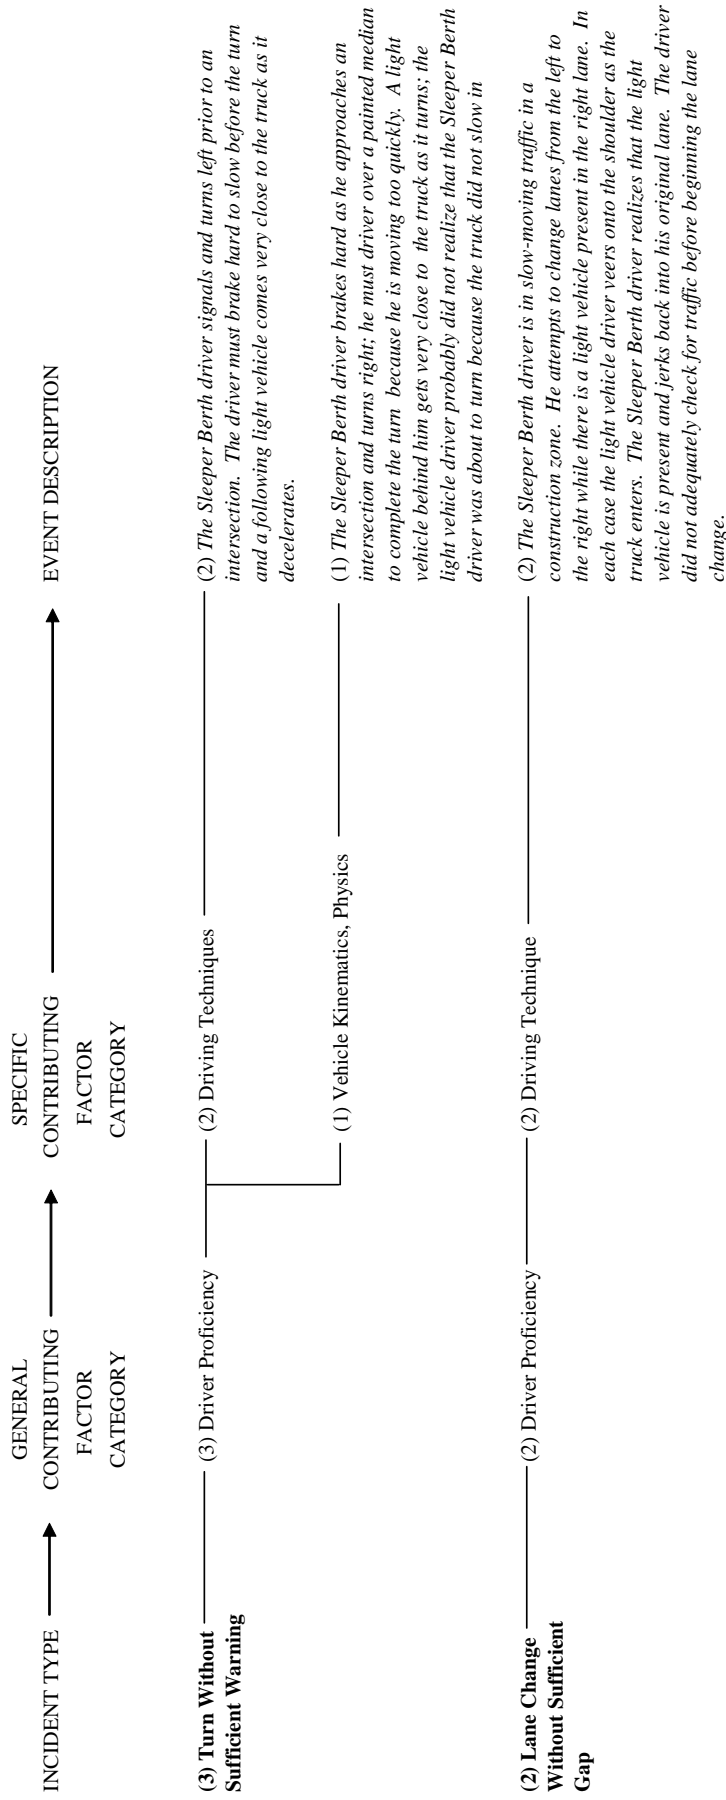 INCIDENT TYPE
GENERAL
CONTRIBUTING
FACTOR
CATEGORY
SPECIFIC
CONTRIBUTING
FACTOR
CATEGORY
EVENT DESCRIPTION
(3) Turn Without
Sufficient Warning
(3) Driver Proficiency
(2) Driving Techniques
(2) The Sleeper Berth driver signals and turns left prior to an
intersection. The driver must brake hard to slow before the turn
and a following light vehicle comes very close to the truck as it
decelerates.
(1) Vehicle Kinematics, Physics
(1) The Sleeper Berth driver brakes hard as he approaches an
intersection and turns right; he must driver over a painted median
to complete the turn because he is moving too quickly. A light
vehicle behind him gets very close to the truck as it turns; the
light vehicle driver probably did not realize that the Sleeper Berth
driver was about to turn because the truck did not slow in
(2) Lane Change
Without Sufficient
Gap
(2) Driver Proficiency
(2) Driving Technique
(2) The Sleeper Berth driver is in slow-moving traffic in a
construction zone. He attempts to change lanes from the left to
the right while there is a light vehicle present in the right lane. In
each case the light vehicle driver veers onto the shoulder as the
truck enters. The Sleeper Berth driver realizes that the light
vehicle is present and jerks back into his original lane. The driver
did not adequately check for traffic before beginning the lane
change.